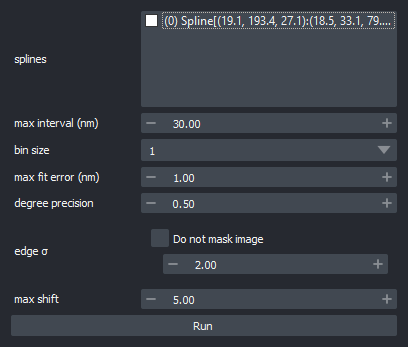 (0) Spline[(19.1, 193.4, 27.1):(18.5, 33.1, 79....
splines
max interval (nm)
30.00
bin size
1
max fit error (nm)
1.00
degree precision
0.50
Do not mask image
edge σ
2.00
max shift
5.00
Run